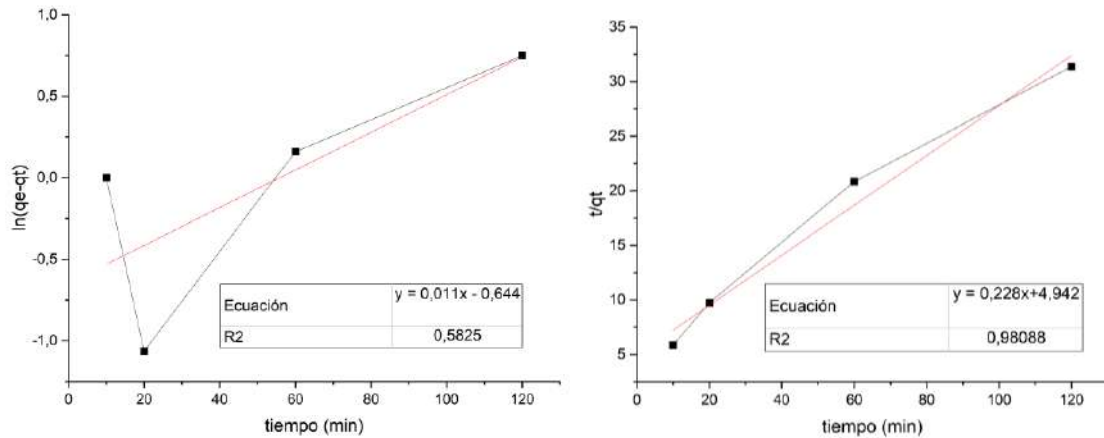 1,0
0,5
0,0
-0,5
-1,0
ln(qe-qt)
0 20 40 60 80 100 120
tiempo (min)
Ecuación y = 0,011x - 0,644
R2 0,5825
35
30
25
20
15
10
5
t/qt
0 20 40 60 80 100 120
tiempo (min)
Ecuación y = 0,228x+4,942
R2 0,98088